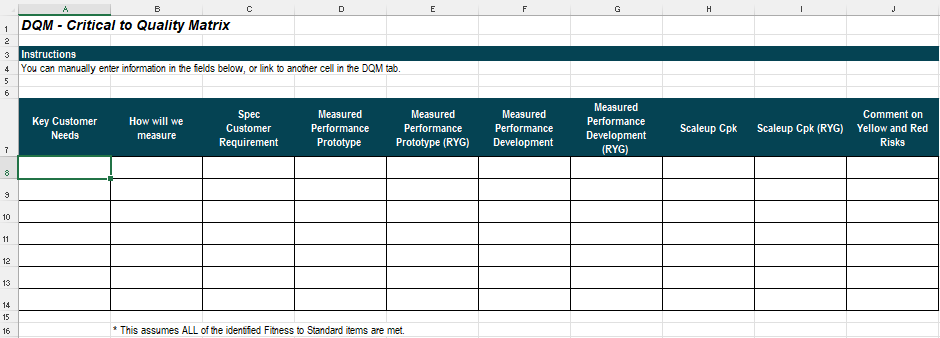 A B C D E F G H I J
1 DQM - Critical to Quality Matrix
2
3 Instructions
4 You can manually enter information in the fields below, or link to another cell in the DQM tab.
5
6
7
Key Customer
Needs
How will we
measure
Spec
Customer
Requirement
Measured
Performance
Prototype
Measured
Performance
Prototype (RYG)
Measured
Performance
Development
Measured
Performance
Development
(RYG)
Scaleup Cpk
Scaleup Cpk (RYG)
Comment on
Yellow and Red
Risks
8
9
10
11
12
13
14
15
16 * This assumes ALL of the identified Fitness to Standard items are met.